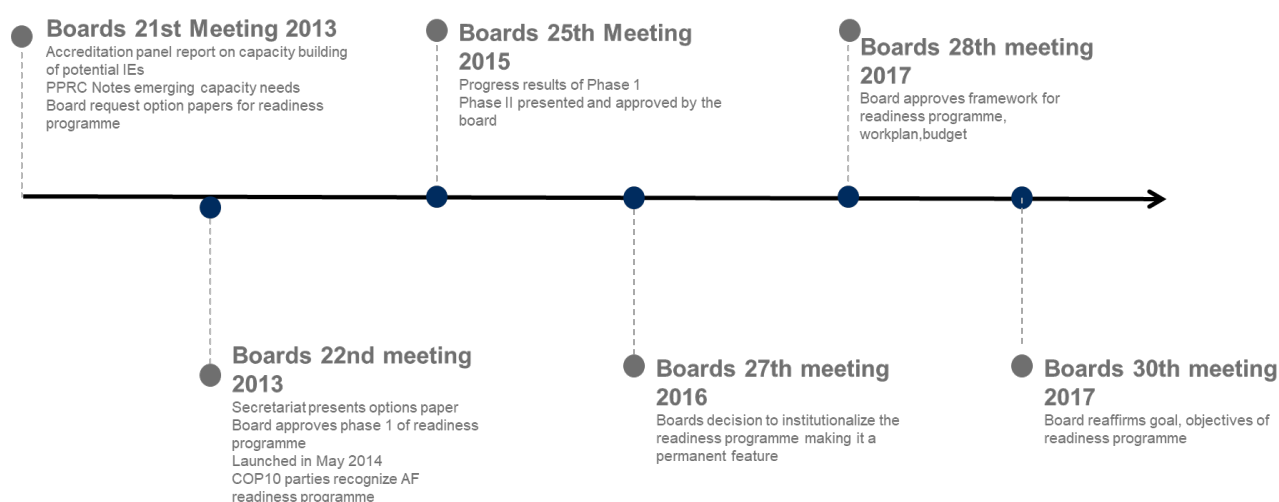 Boards 21st Meeting 2013
Accreditation panel report on capacity building
of potential IEs
PPRC Notes emerging capacity needs
Board request option papers for readiness
programme
Boards 22nd meeting
2013
Secretariat presents options paper
Board approves phase 1 of readiness
programme
Launched in May 2014
COP10 parties recognize AF
readiness programme
Boards 25th Meeting
2015
Progress results of Phase 1
Phase II presented and approved by the
board
Boards 27th meeting
2016
Boards decision to institutionalize the
readiness programme making it a
permanent feature
Boards 28th meeting
2017
Board approves framework for
readiness programme,
workplan,budget
Boards 30th meeting
2017
Board reaffirms goal, objectives of
readiness programme